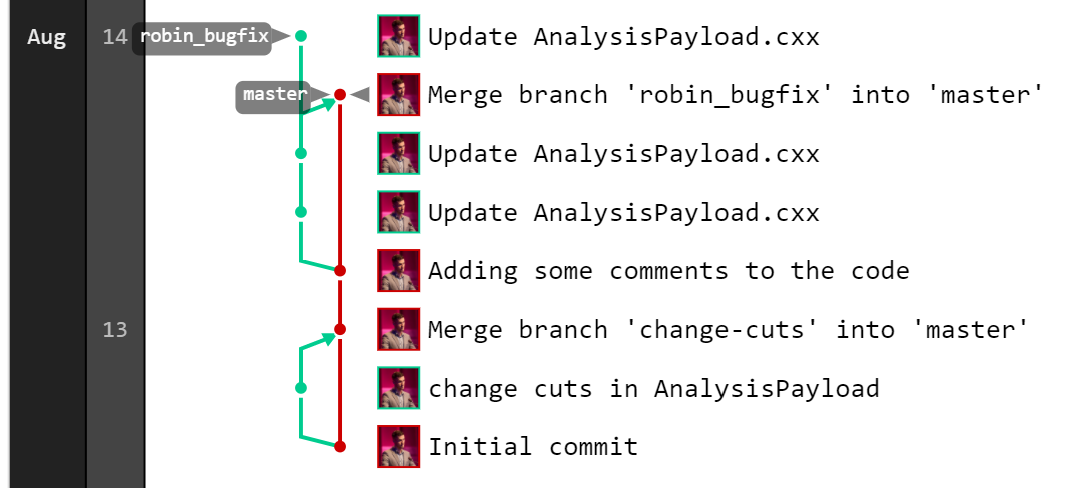 Aug 14 robin_bugfix Update AnalysisPayload.cxx
master Merge branch 'robin_bugfix' into 'master'
Update AnalysisPayload.cxx
Update AnalysisPayload.cxx
Adding some comments to the code
13 Merge branch 'change-cuts' into 'master'
change cuts in AnalysisPayload
Initial commit